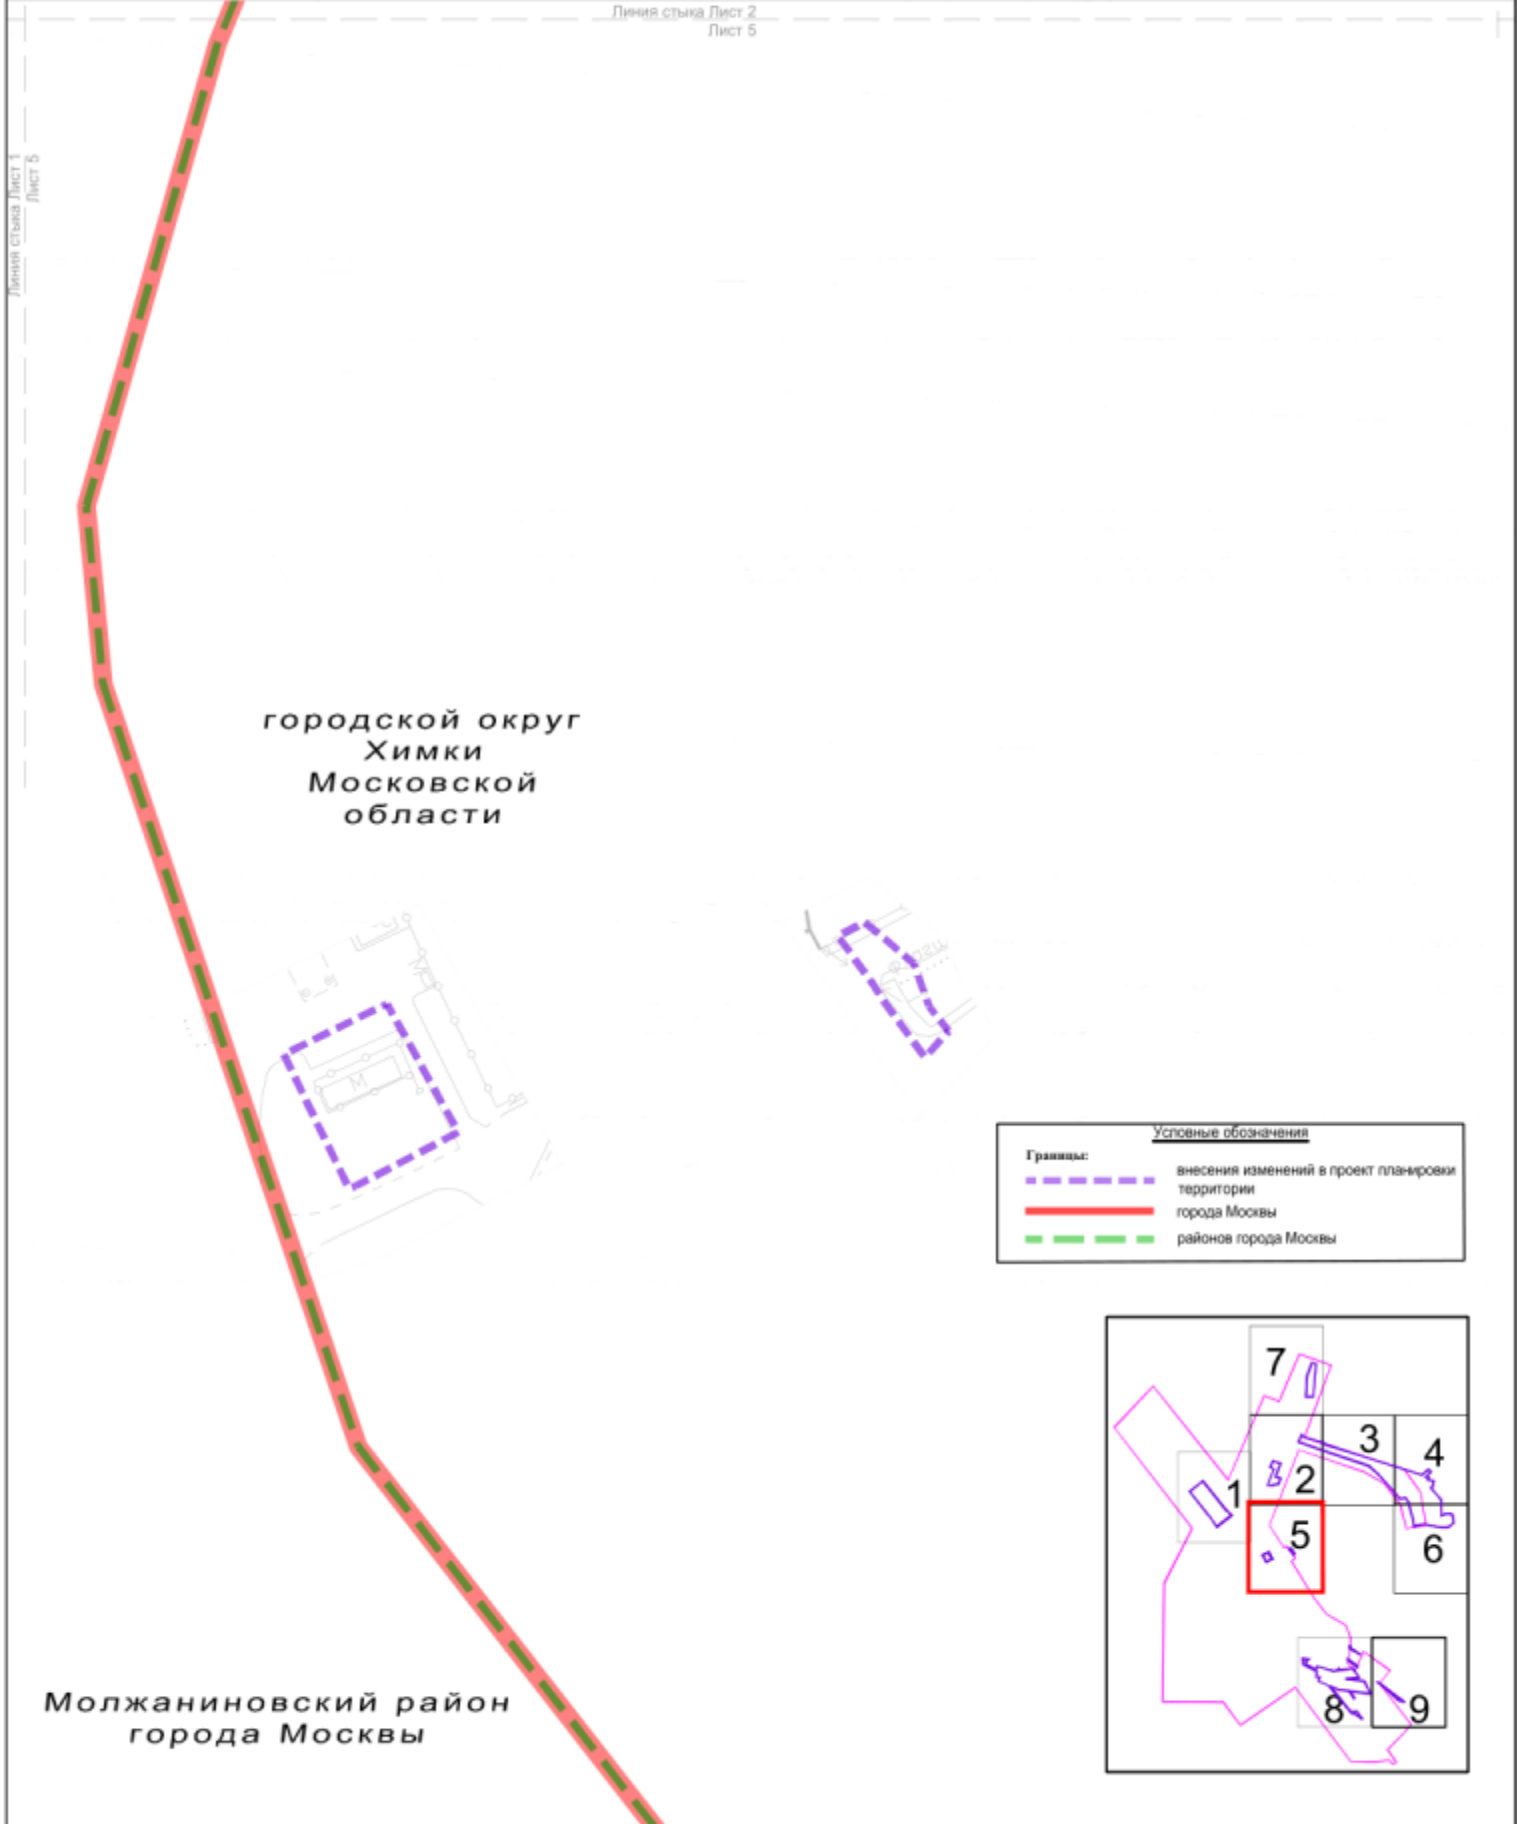 Линия стыка Лист 2
Лист 5
Линия стыка Лист 1
Лист 5
городской округ
Химки
Московской
области
М
М
Условные обозначения
Границы:
внесения изменений в проект планировки
территории
города Москвы
районов города Москвы
7
3
4
2
1
5
6
8
9
Молжаниновский район
города Москвы